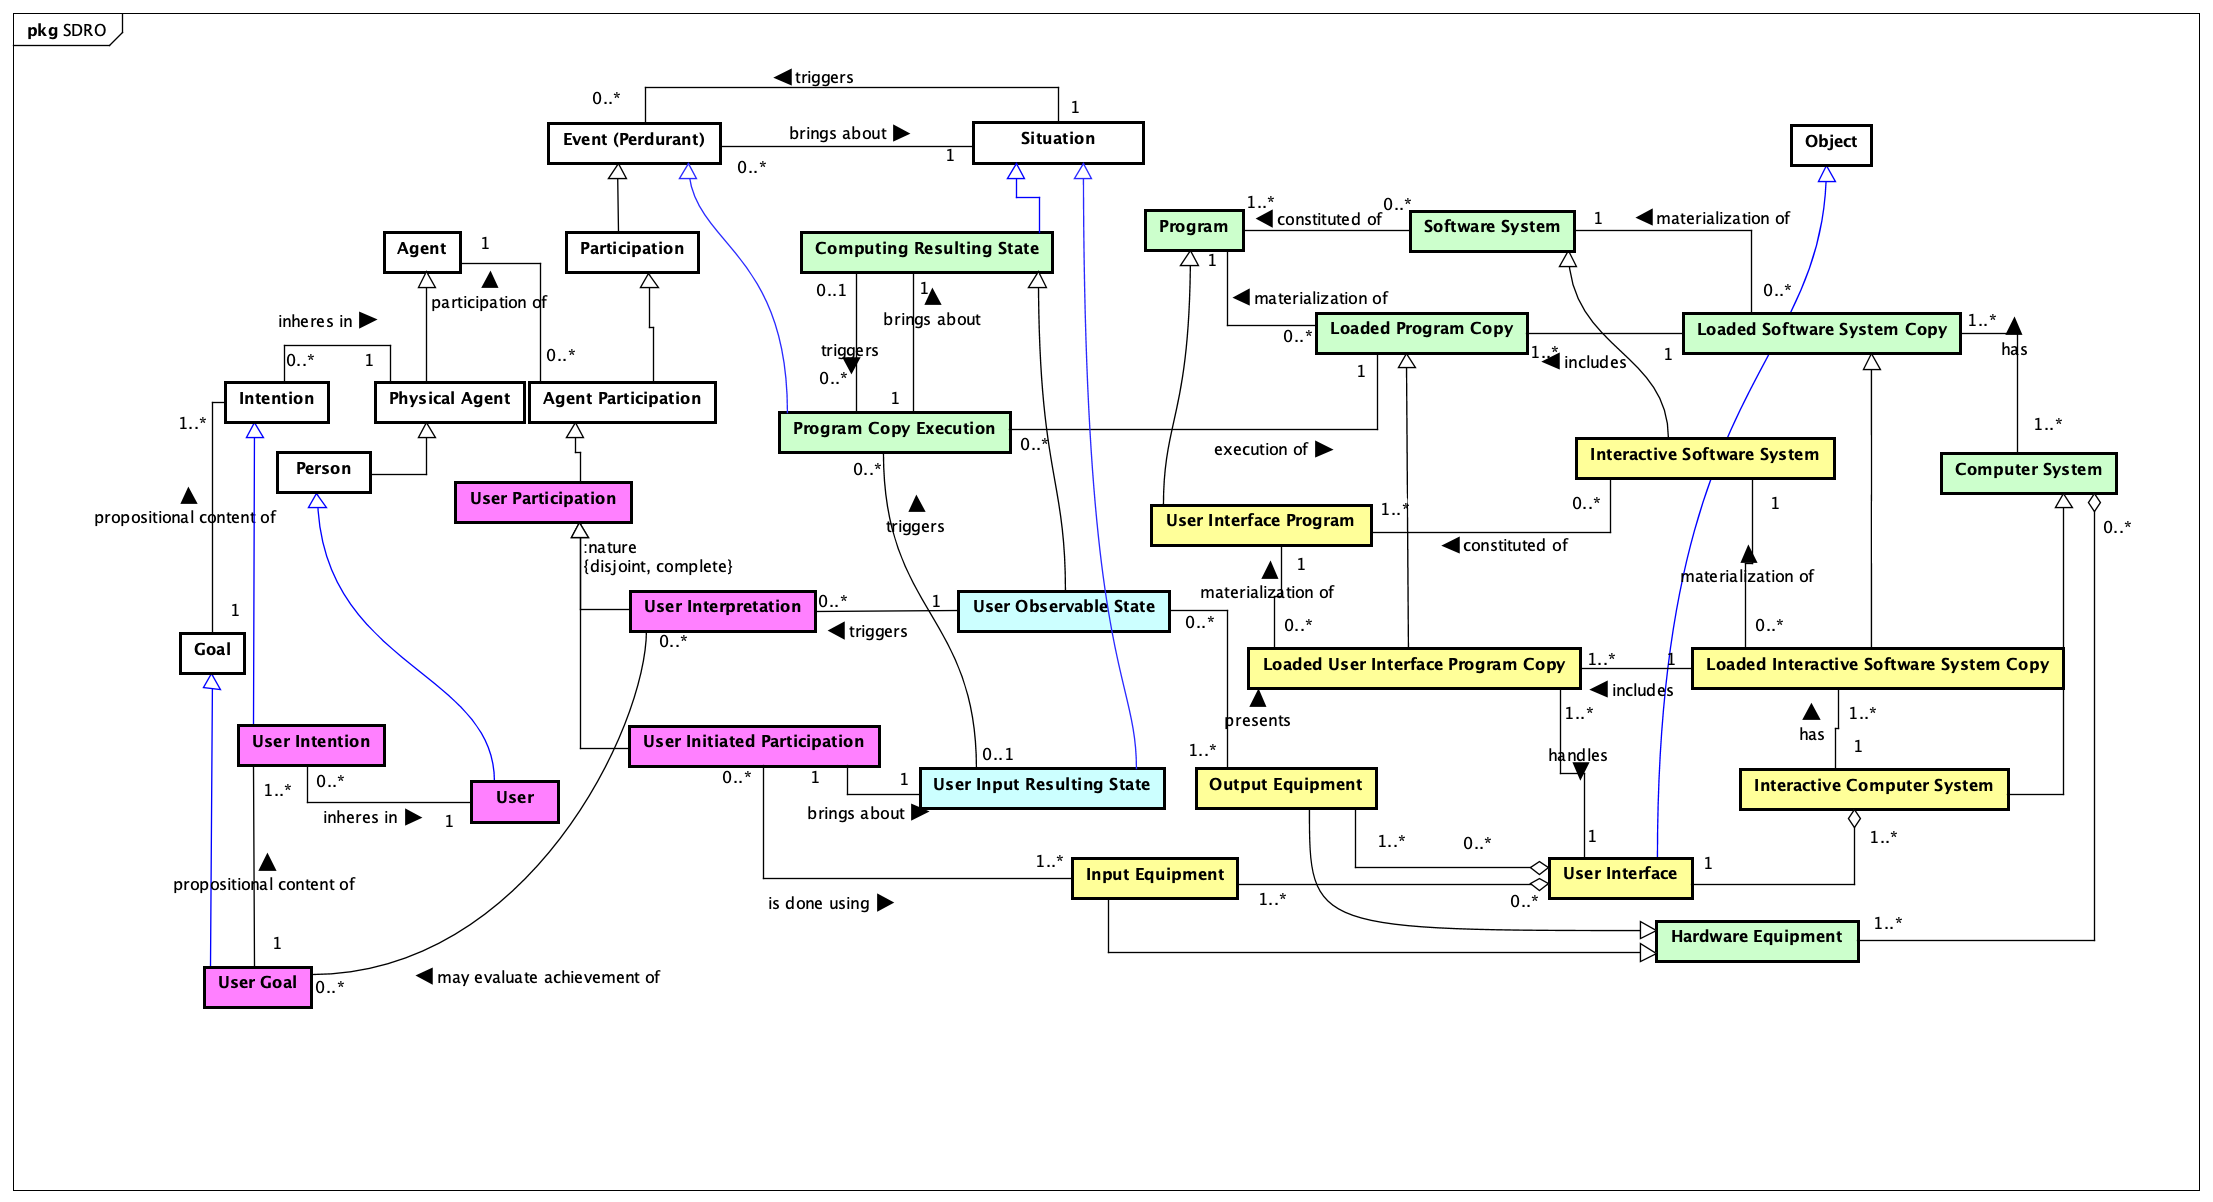 pkg SDRO
triggers
0..*
1
Event (Perdurant)
brings about
0..*
1
Situation
Object
Agent
1
participation of
Participation
Computing Resulting State
Program
1..*
constituted of
0..*
Software System
1
materialization of
0..*
inheres in
0..*
1
0..*
0..1
1
brings about
triggers
0..*
1
1
materialization of
0..*
Loaded Program Copy
1..*
includes
1
Loaded Software System Copy
1..*
has
1..*
Intention
Physical Agent
Agent Participation
1..*
Person
Program Copy Execution
0..*
execution of
1
0..*
Interactive Software System
Computer System
propositional content of
User Participation
triggers
User Interface Program
1..*
constituted of
0..*
1
0..*
:nature
{disjoint, complete}
1
materialization of
0..*
materialization of
0..*
1
Goal
User Interpretation
0..*
1
triggers
0..*
User Observable State
0..*
Loaded User Interface Program Copy
1..*
1
includes
Loaded Interactive Software System Copy
presents
1..*
1..*
handles
has
1..*
1
User Intention
User Initiated Participation
0..1
User Input Resulting State
Output Equipment
Interactive Computer System
1..*
0..*
inheres in
1
User
0..*
1
1
brings about
1..*
0..*
1
1..*
propositional content of
1..*
is done using
Input Equipment
1..*
0..*
User Interface
1
1
Hardware Equipment
1..*
User Goal
0..*
may evaluate achievement of